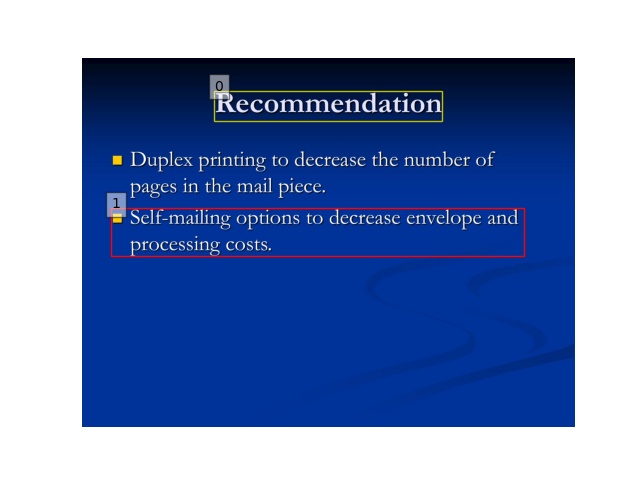 0
Recommendation
Duplex printing to decrease the number of
pages in the mail piece.
1
Self-mailing options to decrease envelope and
processing costs.